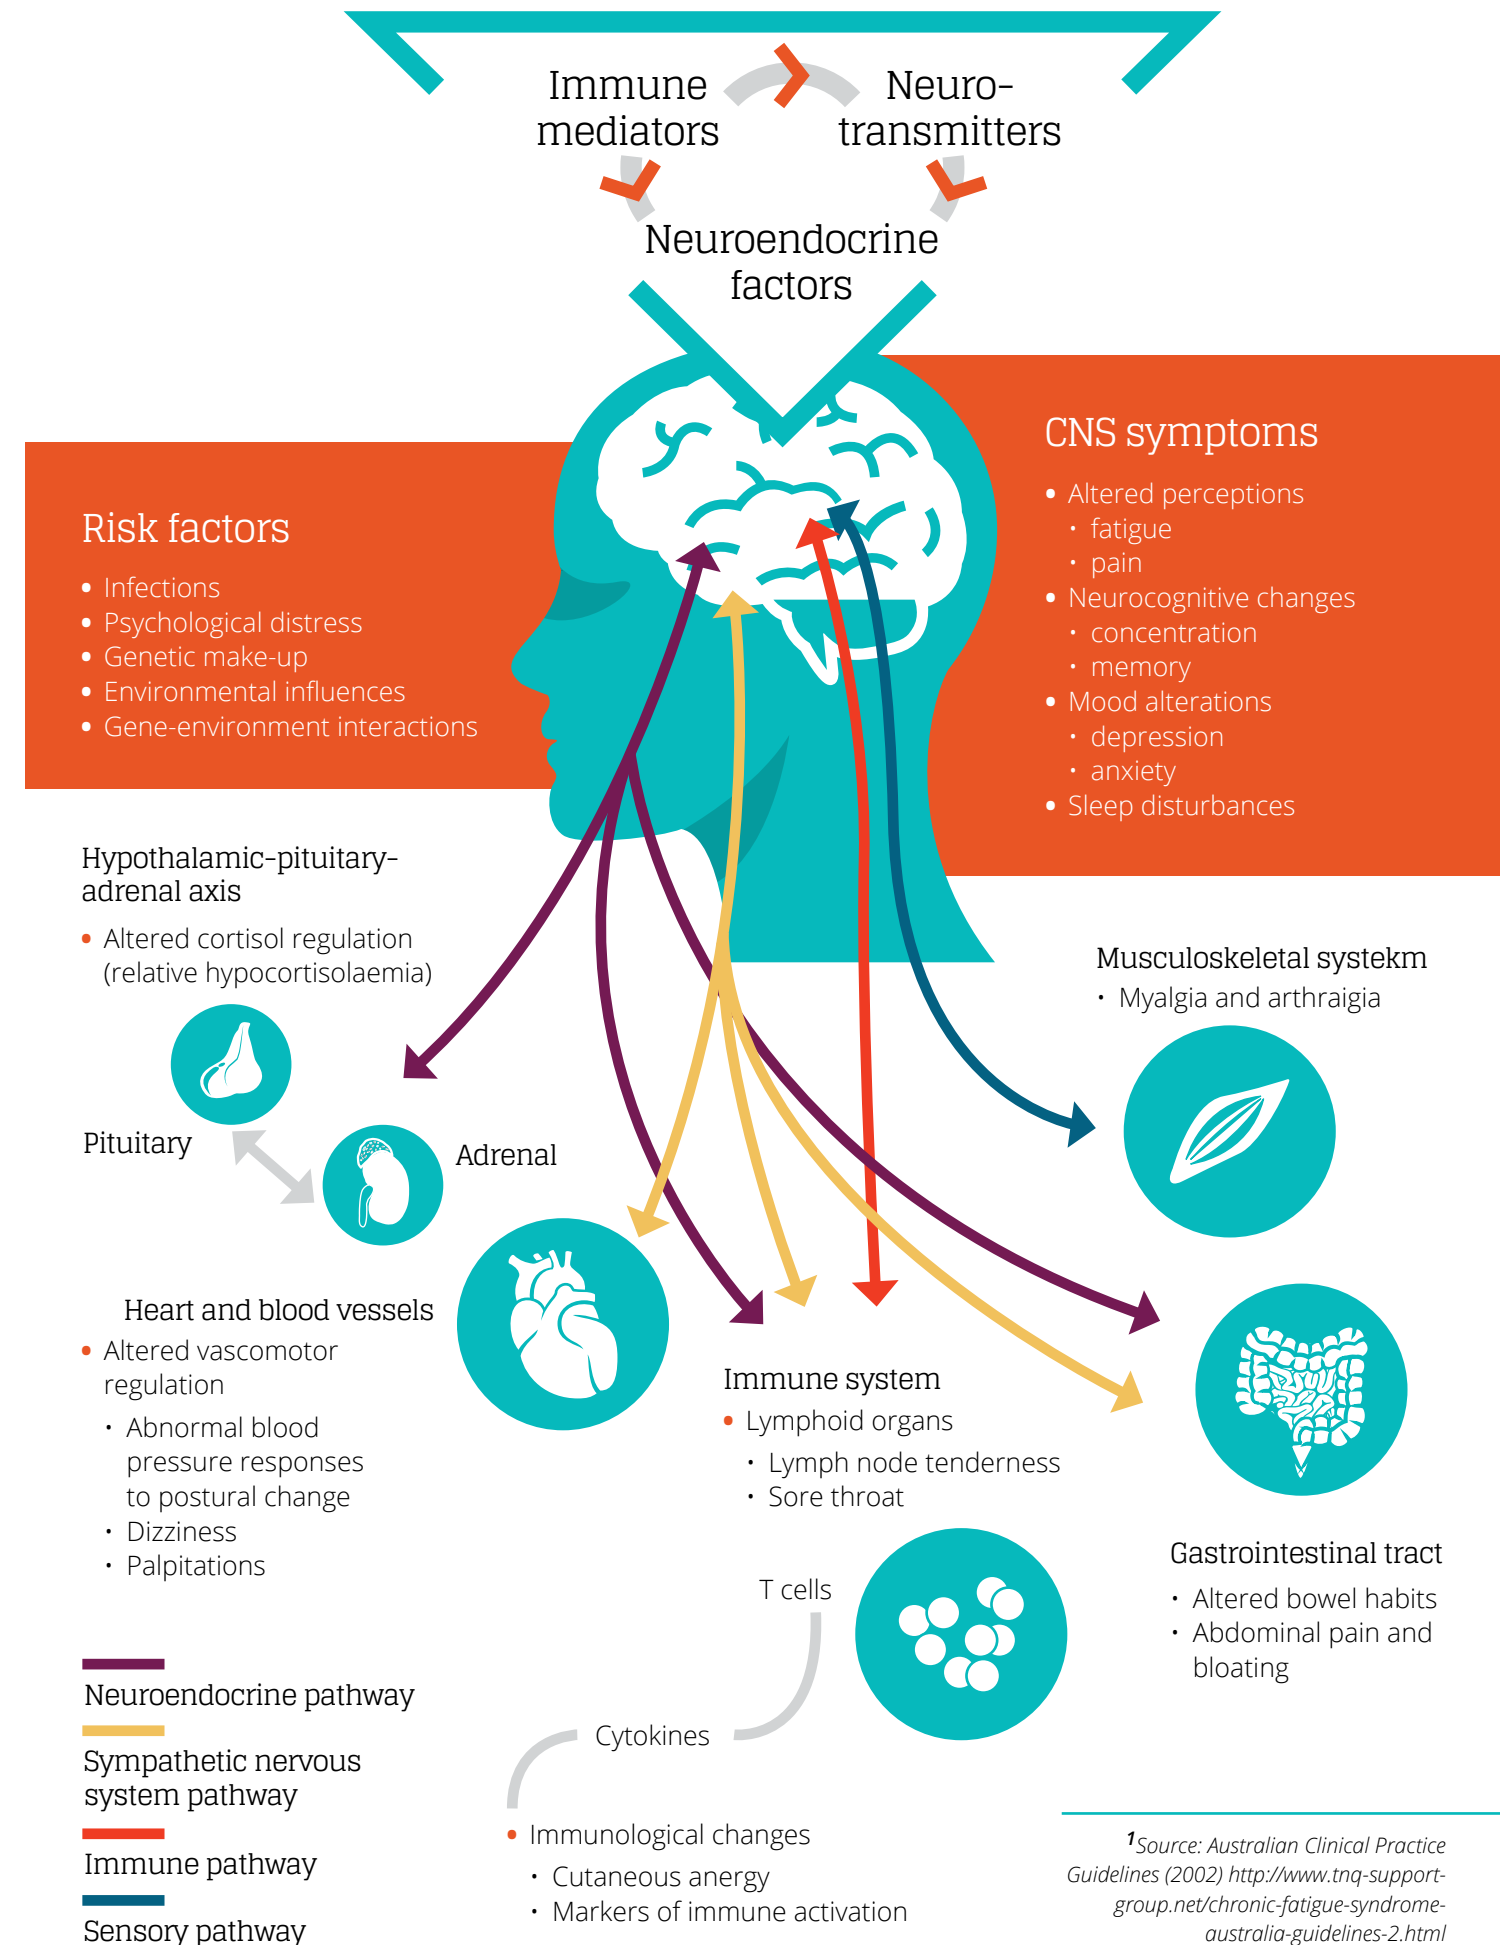 Immune
mediators
Neuro-
transmitters
Neuroendocrine
factors
Risk factors
• Infections
• Psychological distress
• Genetic make-up
• Environmental influences
• Gene-environment interactions
CNS symptoms
• Altered perceptions
• fatigue
• pain
• Neurocognitive changes
• concentration
• memory
• Mood alterations
• depression
• anxiety
• Sleep disturbances
Hypothalamic-pituitary-
adrenal axis
• Altered cortisol regulation
(relative hypocortisolaemia)
Pituitary
Adrenal
Musculoskeletal systekm
• Myalgia and arthraigia
Heart and blood vessels
• Altered vascomotor
regulation
• Abnormal blood
pressure responses
to postural change
• Dizziness
• Palpitations
Immune system
• Lymphoid organs
• Lymph node tenderness
• Sore throat
T cells
Cytokines
• Immunological changes
• Cutaneous anergy
• Markers of immune activation
Gastrointestinal tract
• Altered bowel habits
• Abdominal pain and
bloating
Neuroendocrine pathway
Sympathetic nervous
system pathway
Immune pathway
Sensory pathway
1Source: Australian Clinical Practice
Guidelines (2002) http://www.tnq-support-
group.net/chronic-fatigue-syndrome-
australia-guidelines-2.html